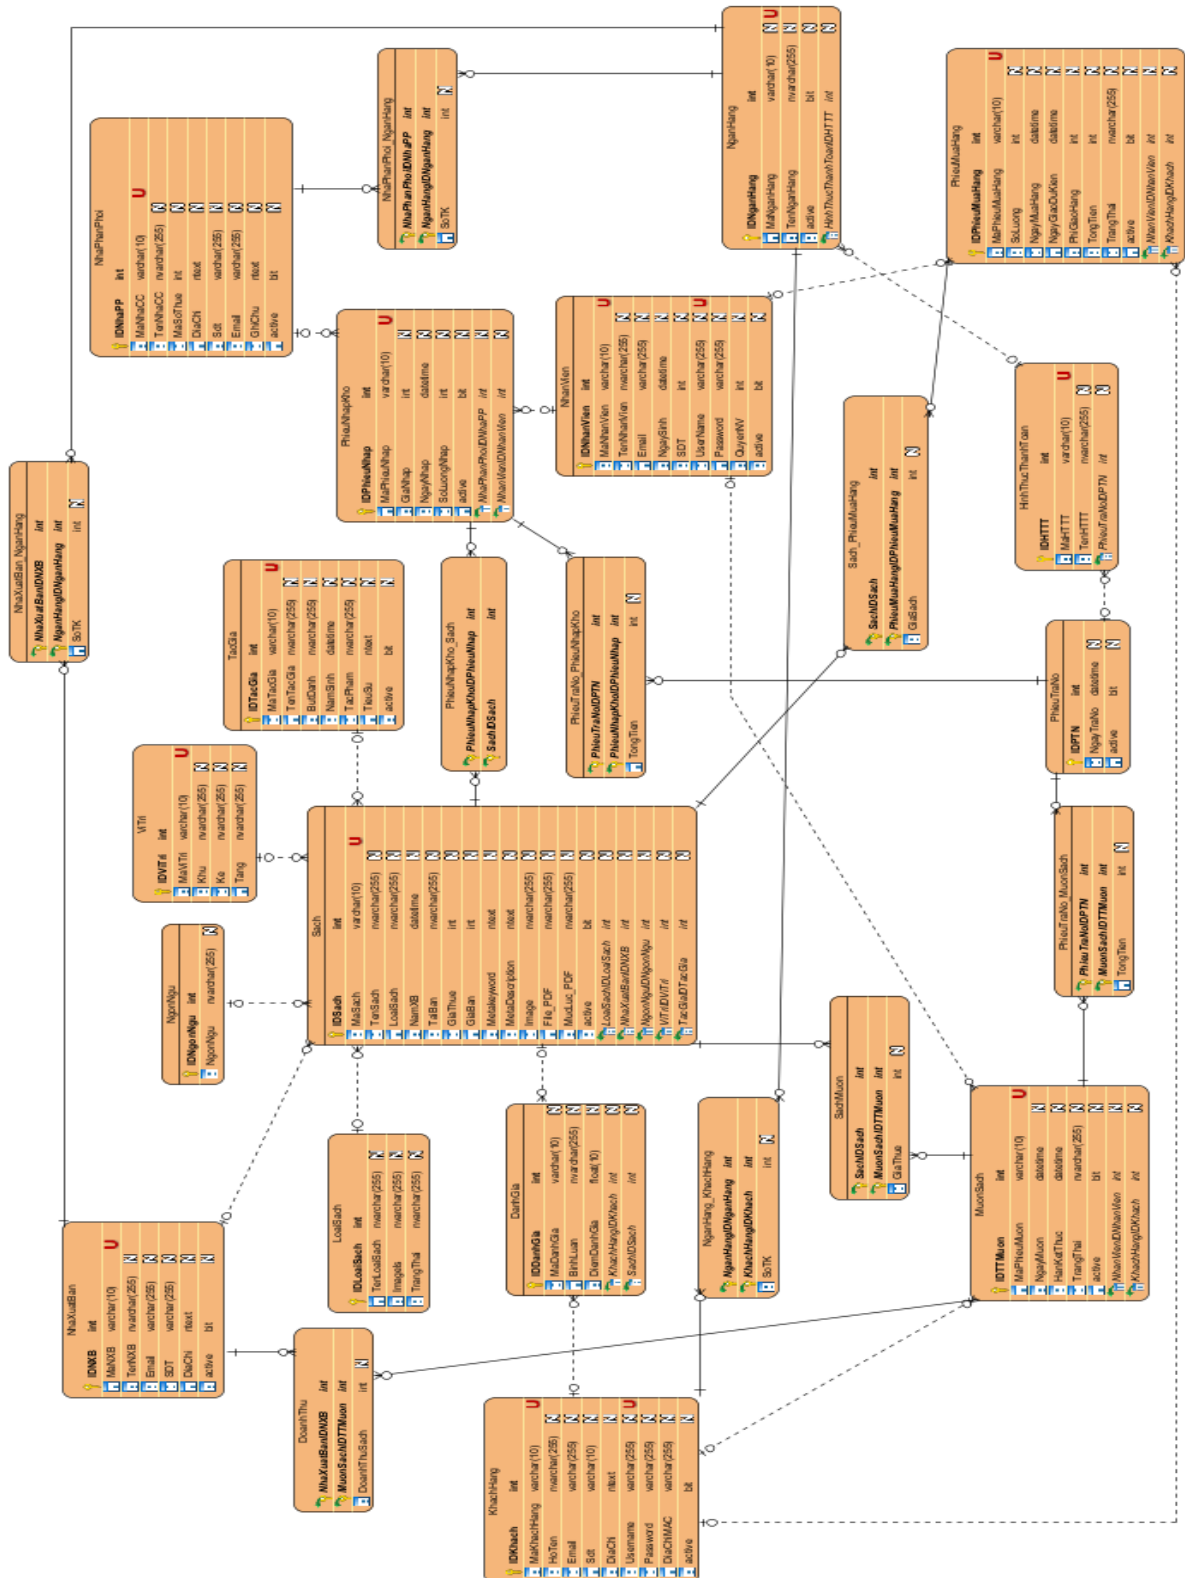 NhaXuatBan_NganHang
NhaXuatBanIDNXB int
NganHangIDNganHang int
SoTK int N
NhaPhanPhoi
IDNhaPP int
MaNhaCC varchar(10) U
TenNhaCC nvarchar(255) N
MaSoThue int N
DiaChi ntext N
Sdt varchar(255) N
Email varchar(255) N
GhiChu ntext N
active bit N
NhaPhanPhoi_NganHang
NhaPhanPhoiIDNhaPP int
NganHangIDNganHang int
SoTK int N
NganHang
IDNganHang int
MaNganHang varchar(10) U N
TenNganHang nvarchar(255) N
active bit N
HinhThucThanhToanIDHTTT int N
PhieuMuaHang
IDPhieuMuaHang int
MaPhieuMuaHang varchar(10) U
SoLuong int N
NgayMuaHang datetime N
NgayGiaoDuKien datetime N
PhiGiaoHang int N
TongTien int N
TrangThai nvarchar(255) N
active bit N
NhanVienIDNhanVien int N
KhachHangIDKhach int N
PhieuNhapKho
IDPhieuNhap int
MaPhieuNhap varchar(10) U
GiaNhap int N
NgayNhap datetime N
SoLuongNhap int N
active bit N
NhaPhanPhoiIDNhaPP int N
NhanVienIDNhanVien int N
NhanVien
IDNhanVien int
MaNhanVien varchar(10) U
TenNhanVien nvarchar(255) N
Email varchar(255) N
NgaySinh datetime N
SDT int N
UserName varchar(255) U N
Password varchar(255) N
QuyenNV int N
active bit N
TacGia
IDTacGia int
MaTacGia varchar(10) U
TenTacGia nvarchar(255) N
ButDanh nvarchar(255) N
NamSinh datetime N
TacPham nvarchar(255) N
TieuSu ntext N
active bit N
PhieuNhapKho_Sach
PhieuNhapKhoIDPhieuNhap int
SachIDSach int
PhieuTraNo_PhieuNhapKho
PhieuTraNoIDPTN int
PhieuNhapKhoIDPhieuNhap int
TongTien int N
Sach_PhieuMuaHang
SachIDSach int
PhieuMuaHangIDPhieuMuaHang int
GiaSach int N
HinhThucThanhToan
IDHTTT int
MaHTTT varchar(10) U
TenHTTT nvarchar(255) N
PhieuTraNoIDPTN int N
ViTri
IDViTri int
MaViTri varchar(10) U
Khu nvarchar(255) N
Ke nvarchar(255) N
Tang nvarchar(255) N
NgonNgu
IDNgonNgu int
NgonNgu nvarchar(255) N
Sach
IDSach int
MaSach varchar(10) U
TenSach nvarchar(255) N
LoaiSach nvarchar(255) N
NamXB datetime N
TaiBan nvarchar(255) N
GiaThue int N
GiaBan int N
Metakeyword ntext N
MetaDescription ntext N
Image nvarchar(255) N
File_PDF nvarchar(255) N
MucLuc_PDF nvarchar(255) N
active bit N
LoaiSachIDLoaiSach int N
NhaXuatBanIDNXB int N
NgonNguIDNgonNgu int N
ViTriIDViTri int N
TacGiaIDTacGia int N
PhieuTraNo
IDPTN int
NgayTraNo datetime N
active bit N
PhieuTraNo_MuonSach
PhieuTraNoIDPTN int
MuonSachIDTTMuon int
TongTien int N
NhaXuatBan
IDNXB int
MaNXB varchar(10) U
TenNXB nvarchar(255) N
Email varchar(255) N
SDT varchar(255) N
DiaChi ntext N
active bit N
LoaiSach
IDLoaiSach int
TenLoaiSach nvarchar(255) N
Images nvarchar(255) N
TrangThai nvarchar(255) N
DanhGia
IDDanhGia int
MaDanhGia varchar(10) N
BinhLuan nvarchar(255) N
DiemDanhGia float(10) N
KhachHangIDKhach int N
SachIDSach int N
NganHang_KhachHang
NganHangIDNganHang int
KhachHangIDKhach int
SoTK int N
SachMuon
SachIDSach int
MuonSachIDTTMuon int
GiaThue int N
MuonSach
IDTTMuon int
MaPhieuMuon varchar(10) U
NgayMuon datetime N
HanKetThuc datetime N
TrangThai nvarchar(255) N
active bit N
NhanVienIDNhanVien int N
KhachHangIDKhach int N
DoanhThu
NhaXuatBanIDNXB int
MuonSachIDTTMuon int
DoanhThuSach int N
KhachHang
IDKhach int
MaKhachHang varchar(10) U
HoTen nvarchar(255) N
Email varchar(255) N
Sdt varchar(10) N
DiaChi ntext N
Username varchar(255) U N
Password varchar(255) N
DiaChiMAC varchar(255) N
active bit N